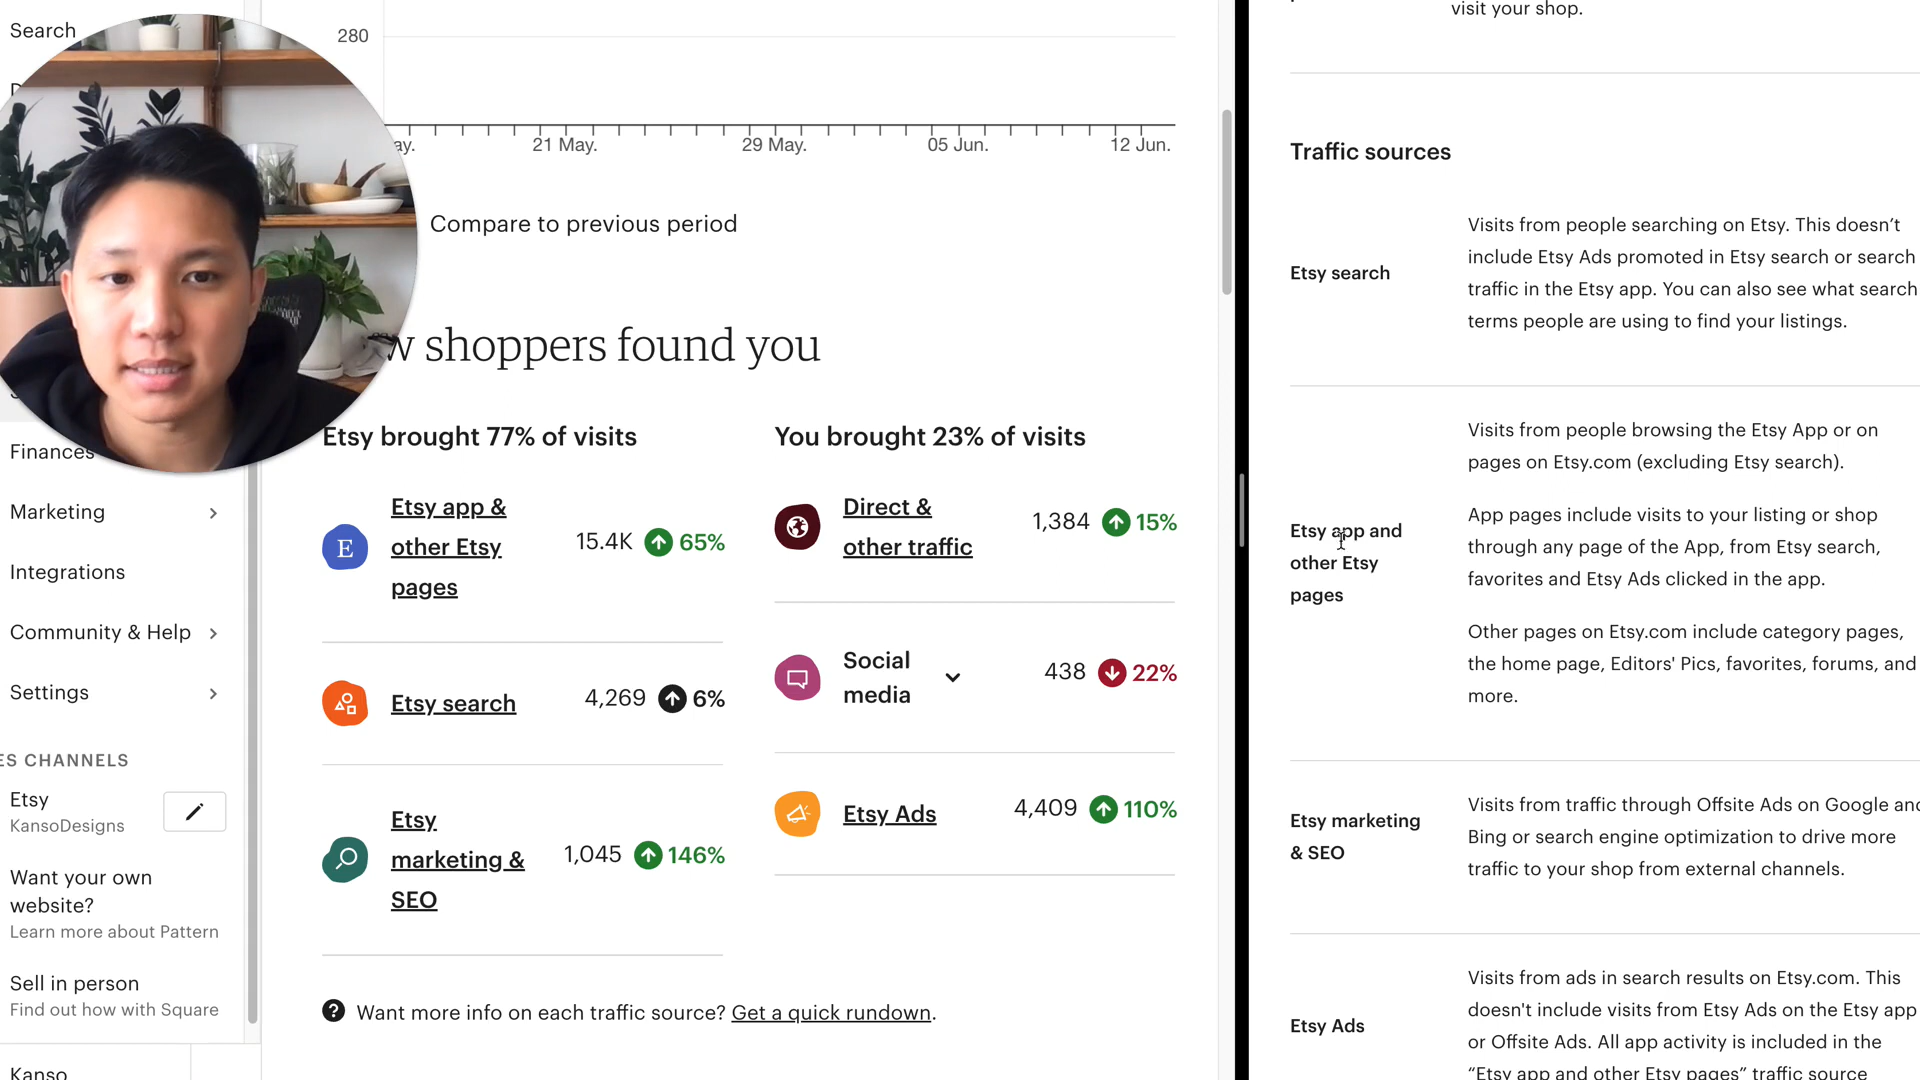 Search
280
21 May.
29 May.
05 Jun.
12 Jun.
Compare to previous period
shoppers found you
Etsy brought 77% of visits
Etsy app &
other Etsy
pages
15.4K
65%
Etsy search
4,269
6%
Etsy
marketing &
SEO
1,045
146%
You brought 23% of visits
Direct &
other traffic
1,384
15%
Social
media
438
22%
Etsy Ads
4,409
110%
Want more info on each traffic source? Get a quick rundown.
Finances
Marketing
Integrations
Community & Help
Settings
CHANNELS
Etsy
KansoDesigns
Want your own
website?
Learn more about Pattern
Sell in person
Find out how with Square
Kanso
visit your shop.
Traffic sources
Etsy search
Visits from people searching on Etsy. This doesn’t
include Etsy Ads promoted in Etsy search or search
traffic in the Etsy app. You can also see what search
terms people are using to find your listings.
Etsy app and
other Etsy
pages
Visits from people browsing the Etsy App or on
pages on Etsy.com (excluding Etsy search).
App pages include visits to your listing or shop
through any page of the App, from Etsy search,
favorites and Etsy Ads clicked in the app.
Other pages on Etsy.com include category pages,
the home page, Editors' Pics, favorites, forums, and
more.
Etsy marketing
& SEO
Visits from traffic through Offsite Ads on Google and
Bing or search engine optimization to drive more
traffic to your shop from external channels.
Etsy Ads
Visits from ads in search results on Etsy.com. This
doesn't include visits from Etsy Ads on the Etsy app
or Offsite Ads. All app activity is included in the
“Etsy app and other Etsy pages” traffic source